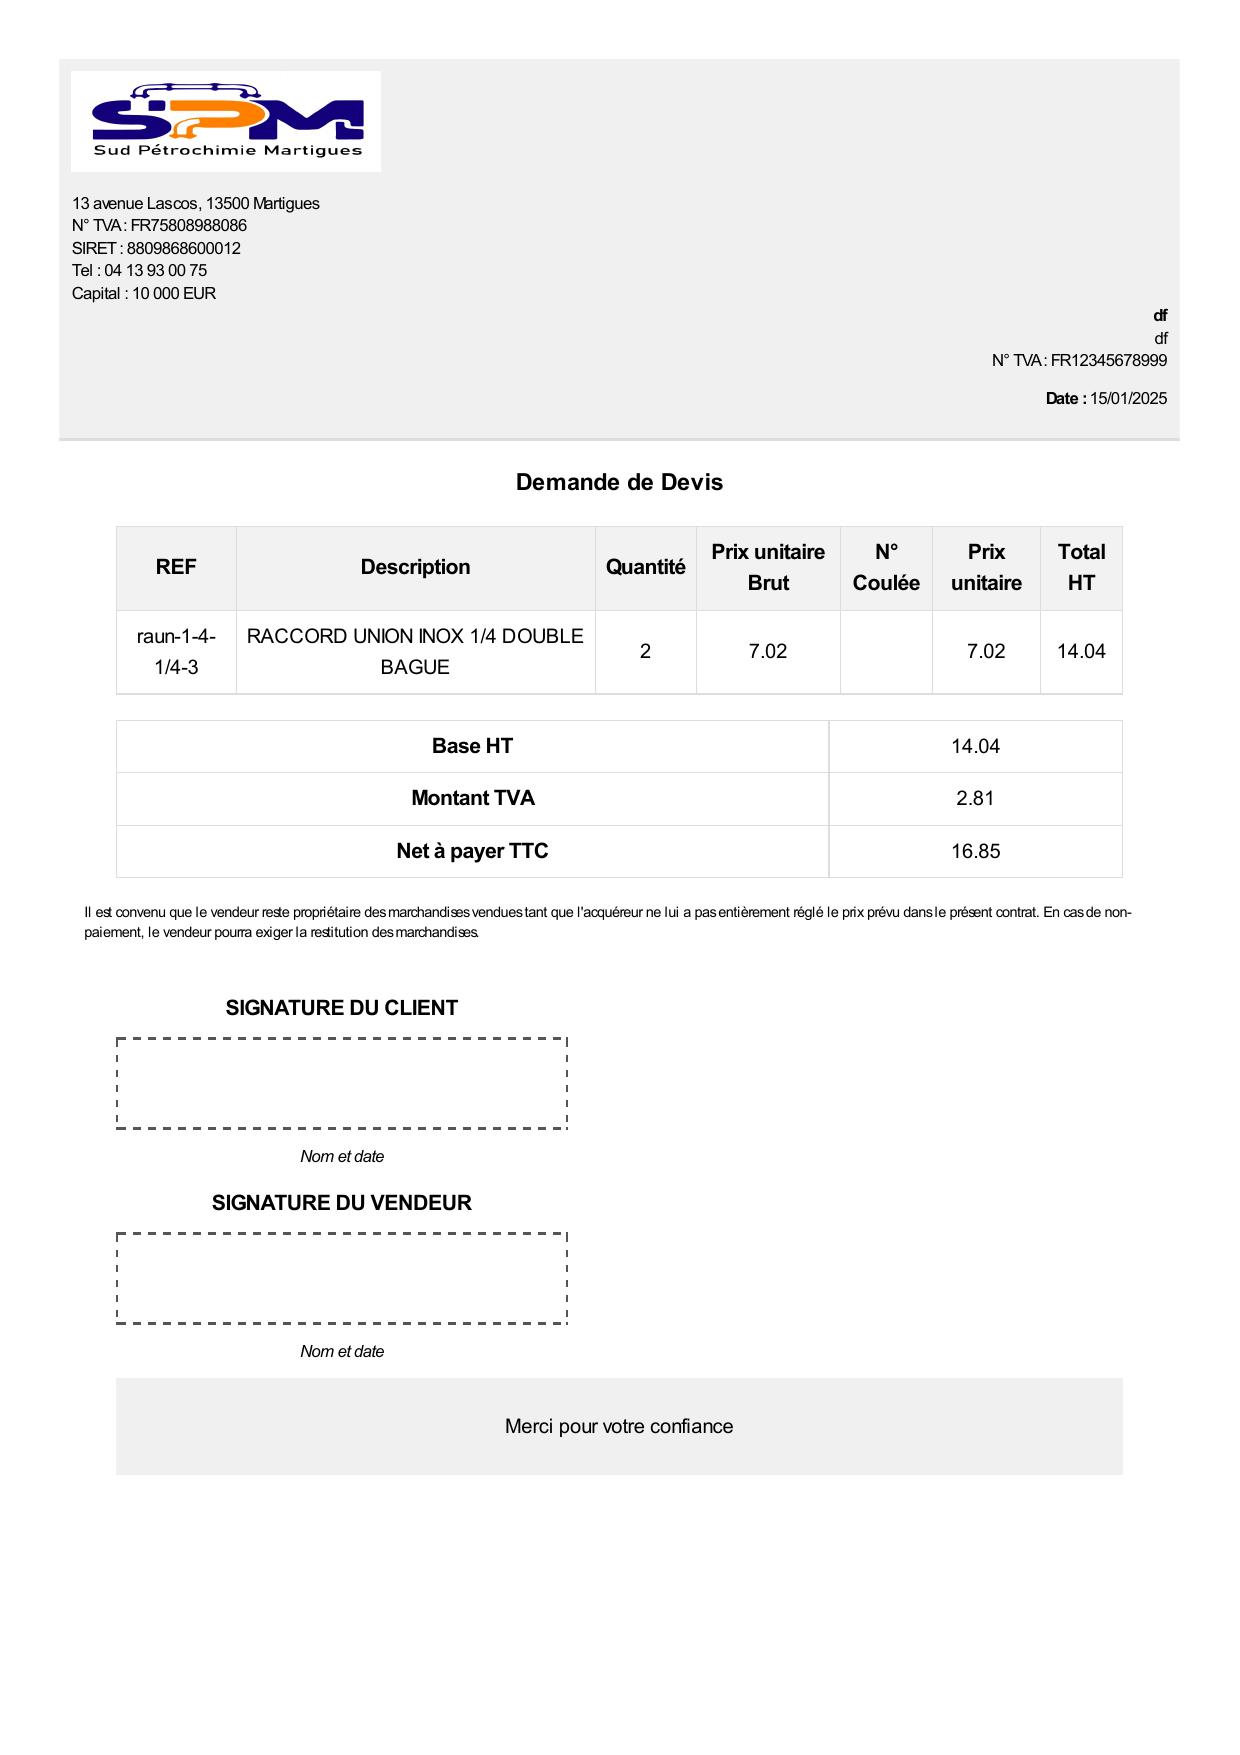 SPM
Sud Pétrochimie Martigues
13 avenue Lascos, 13500 Martigues
N° TVA : FR75808988086
SIRET : 8809868600012
Tel : 04 13 93 00 75
Capital : 10 000 EUR
df
df
N° TVA : FR12345678999
Date : 15/01/2025
Demande de Devis
REF Description Quantité Prix unitaire Brut N° Coulée Prix unitaire Total HT
raun-1-4-1/4-3 RACCORD UNION INOX 1/4 DOUBLE BAGUE 2 7.02 7.02 14.04
Base HT 14.04
Montant TVA 2.81
Net à payer TTC 16.85
Il est convenu que le vendeur reste propriétaire des marchandises vendues tant que l'acquéreur ne lui a pas entièrement réglé le prix prévu dans le présent contrat. En cas de non-
paiement, le vendeur pourra exiger la restitution des marchandises.
SIGNATURE DU CLIENT
Nom et date
SIGNATURE DU VENDEUR
Nom et date
Merci pour votre confiance